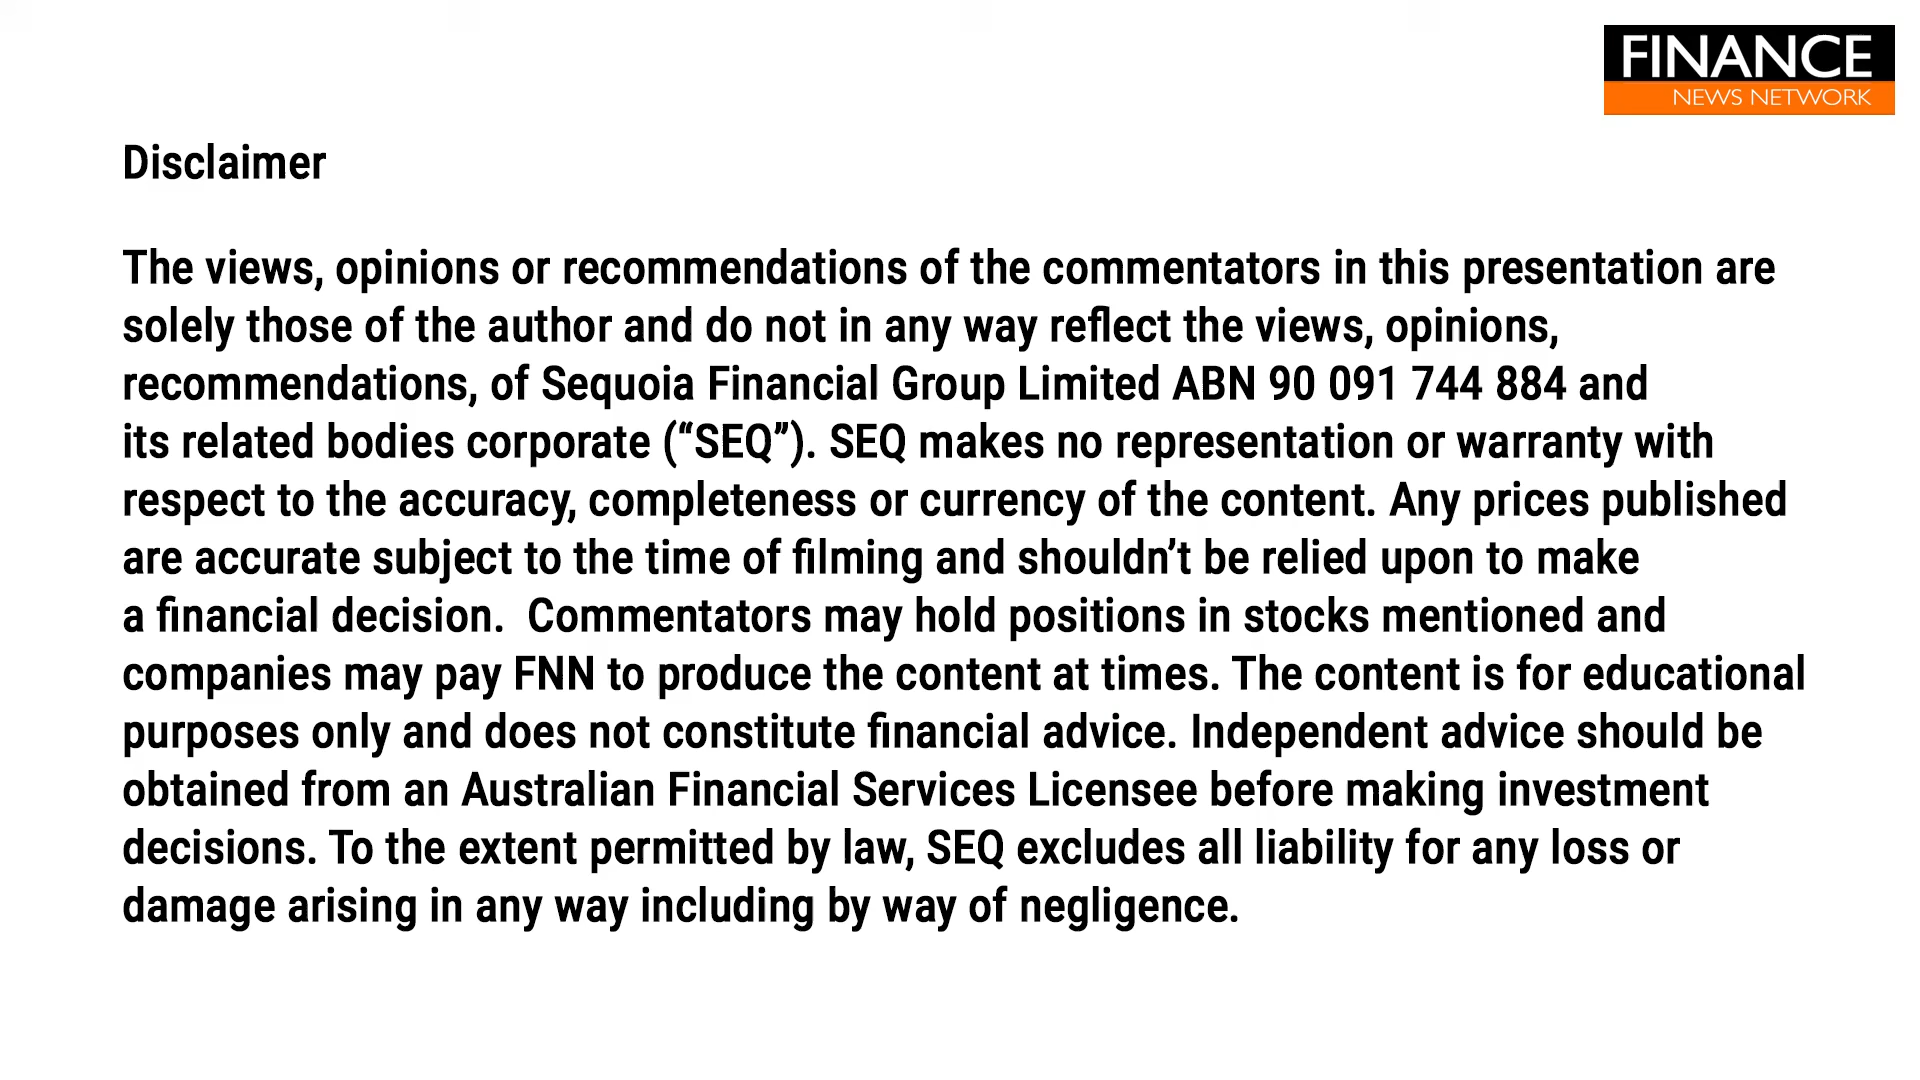 FINANCE
NEWS NETWORK
Disclaimer
The views, opinions or recommendations of the commentators in this presentation are
solely those of the author and do not in any way reflect the views, opinions,
recommendations, of Sequoia Financial Group Limited ABN 90 091 744 884 and
its related bodies corporate (“SEQ”). SEQ makes no representation or warranty with
respect to the accuracy, completeness or currency of the content. Any prices published
are accurate subject to the time of filming and shouldn’t be relied upon to make
a financial decision.  Commentators may hold positions in stocks mentioned and
companies may pay FNN to produce the content at times. The content is for educational
purposes only and does not constitute financial advice. Independent advice should be
obtained from an Australian Financial Services Licensee before making investment
decisions. To the extent permitted by law, SEQ excludes all liability for any loss or
damage arising in any way including by way of negligence.